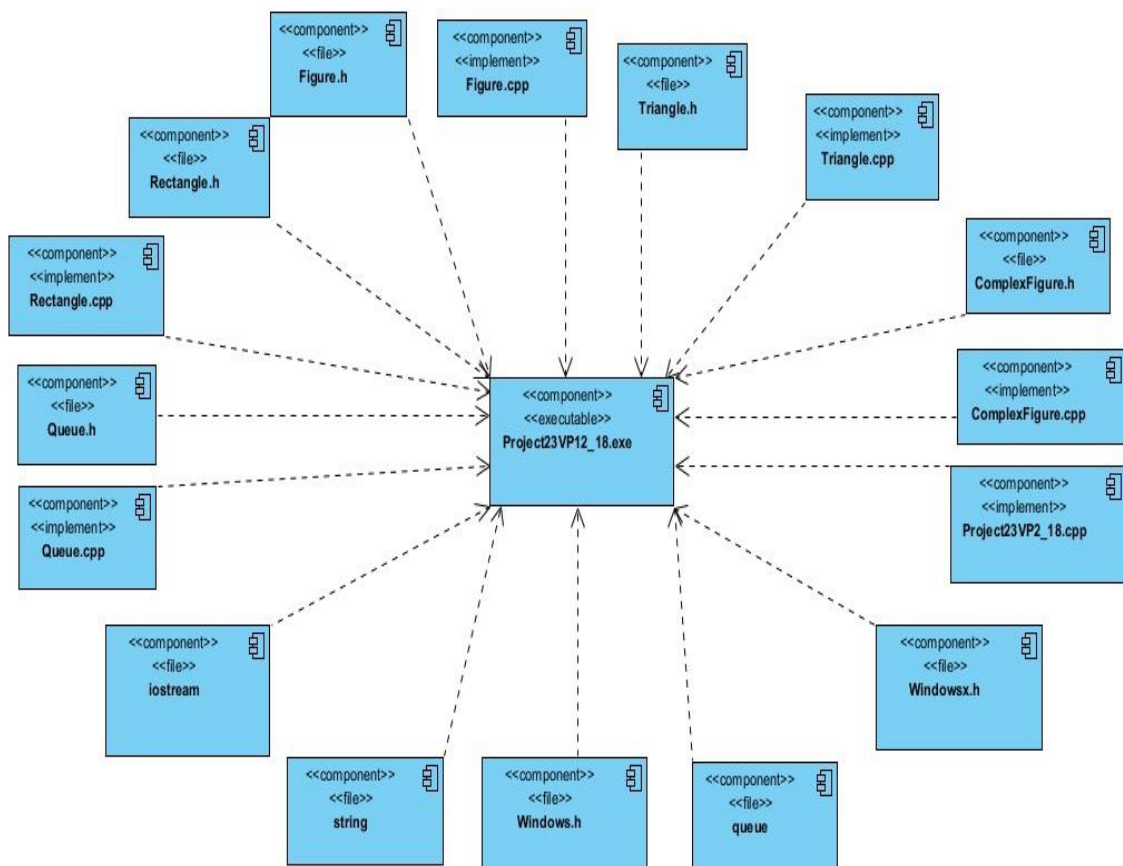 <<component>>
<<file>>
Figure.h
<<component>>
<<implement>>
Figure.cpp
<<component>>
<<file>>
Triangle.h
<<component>>
<<implement>>
Triangle.cpp
<<component>>
<<file>>
Rectangle.h
<<component>>
<<file>>
ComplexFigure.h
<<component>>
<<implement>>
Rectangle.cpp
<<component>>
<<implement>>
ComplexFigure.cpp
<<component>>
<<file>>
Queue.h
<<component>>
<<executable>>
Project23VP12_18.exe
<<component>>
<<implement>>
Project23VP2_18.cpp
<<component>>
<<implement>>
Queue.cpp
<<component>>
<<file>>
iostream
<<component>>
<<file>>
Windowsx.h
<<component>>
<<file>>
string
<<component>>
<<file>>
Windows.h
<<component>>
<<file>>
queue